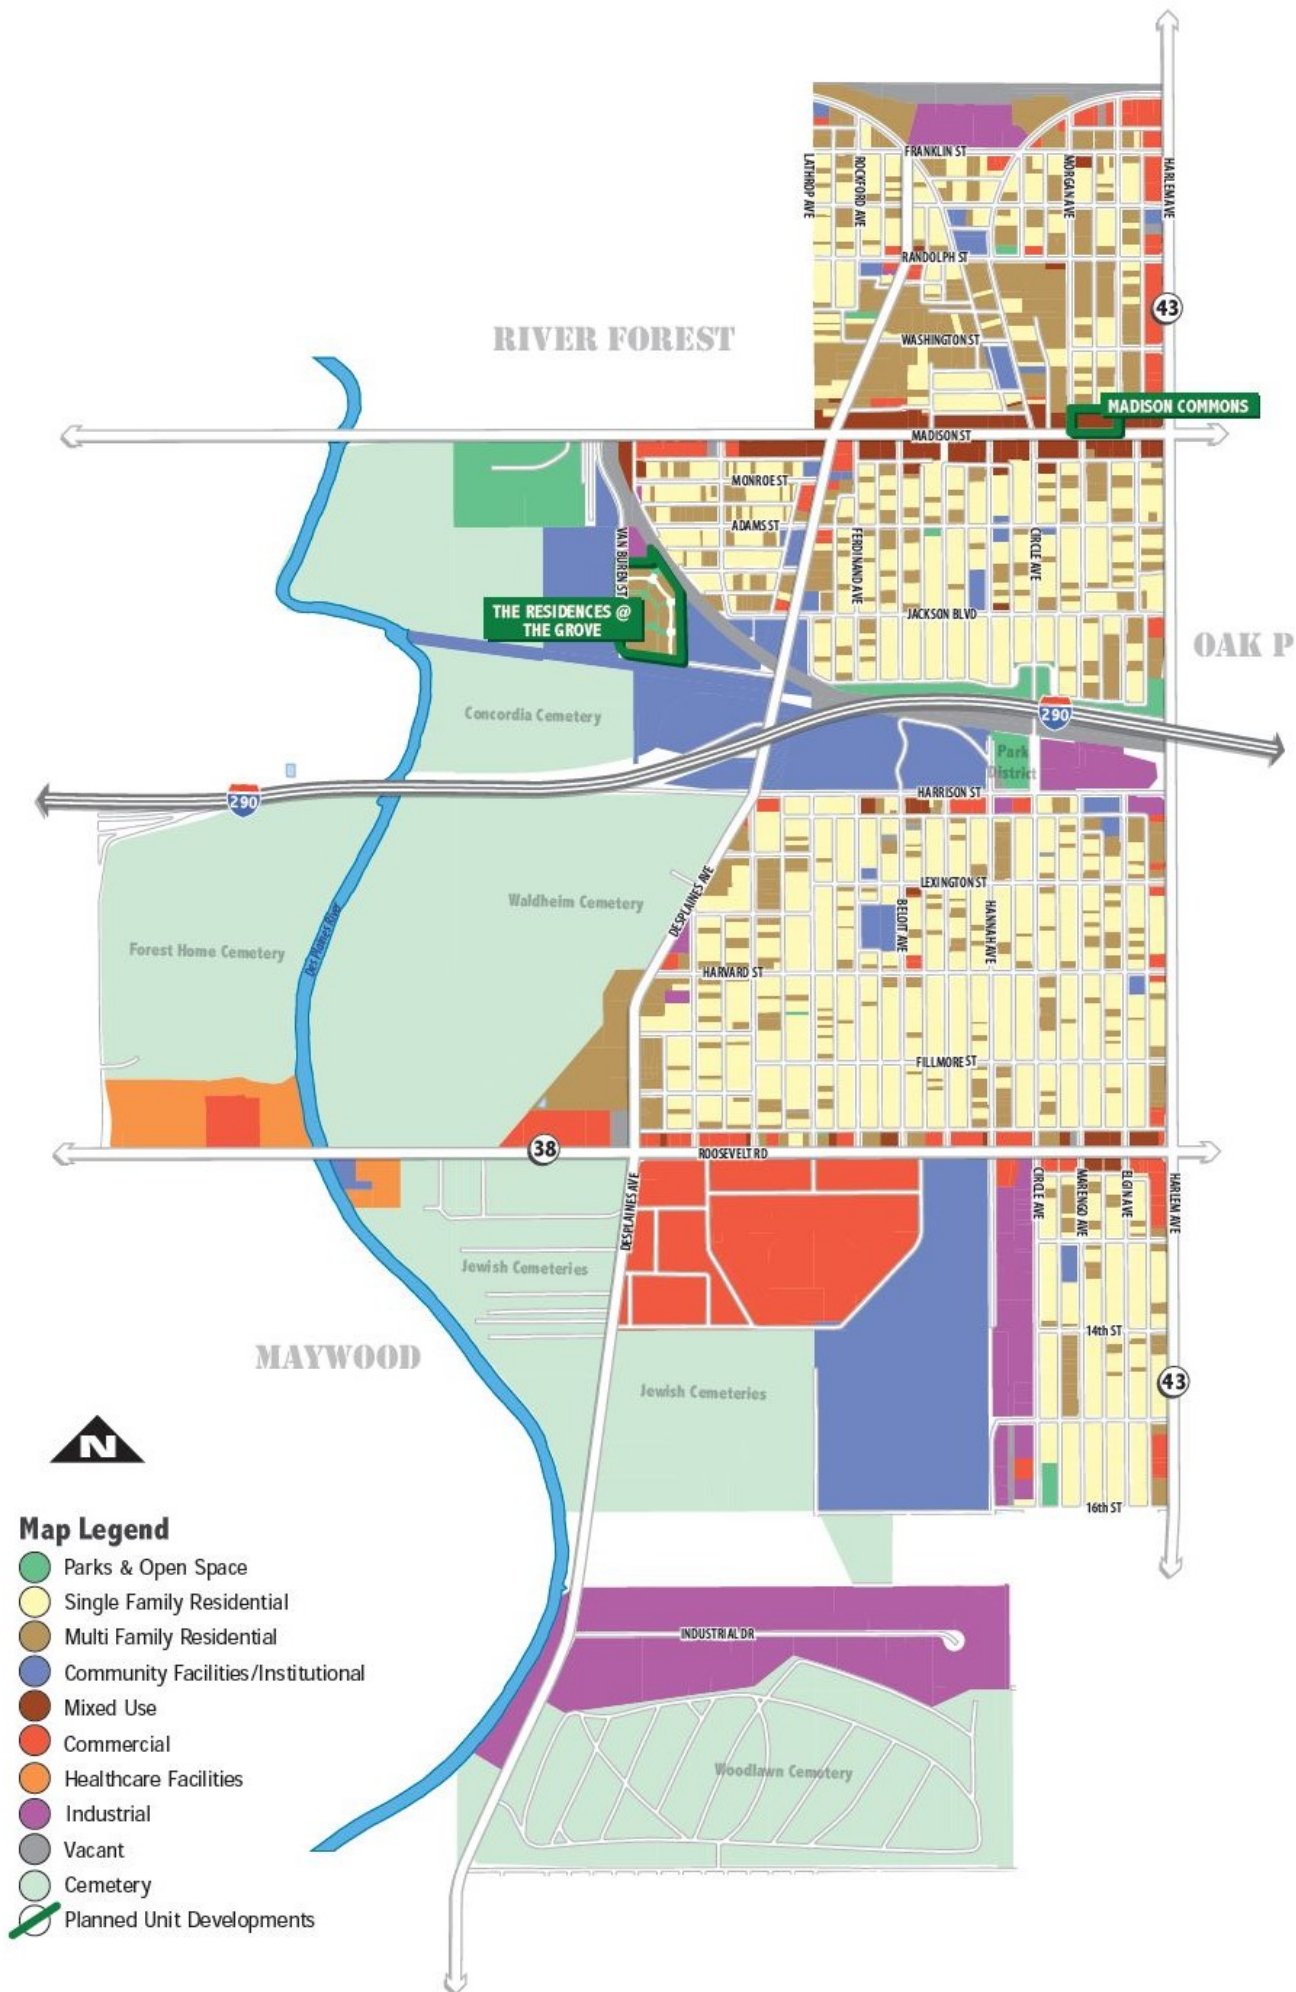 FRANKLIN ST
LATHROP AVE
ROCKFORD AVE
MORGAN AVE
HARLEM AVE
RANDOLPH ST
43
RIVER FOREST
WASHINGTON ST
MADISON COMMONS
MADISON ST
MONROE ST
ADAMS ST
VAN BUREN ST
FERDINAND AVE
CIRCLE AVE
THE RESIDENCES @
THE GROVE
JACKSON BLVD
OAK P
Concordia Cemetery
290
Park
District
290
HARRISON ST
DESPLAINES AVE
LEXINGTON ST
Waldheim Cemetery
BELOIT AVE
HANNAH AVE
Forest Home Cemetery
Des Plaines River
HARVARD ST
FILLMORE ST
38
ROOSEVELT RD
DESPLAINES AVE
CIRCLE AVE
MARENGO AVE
ELGIN AVE
HARLEM AVE
Jewish Cemeteries
14th ST
MAYWOOD
43
Jewish Cemeteries
N
16th ST
Map Legend
Parks & Open Space
Single Family Residential
Multi Family Residential
Community Facilities/Institutional
Mixed Use
Commercial
Healthcare Facilities
Industrial
Vacant
Cemetery
Planned Unit Developments
INDUSTRIAL DR
Woodlawn Cemetery